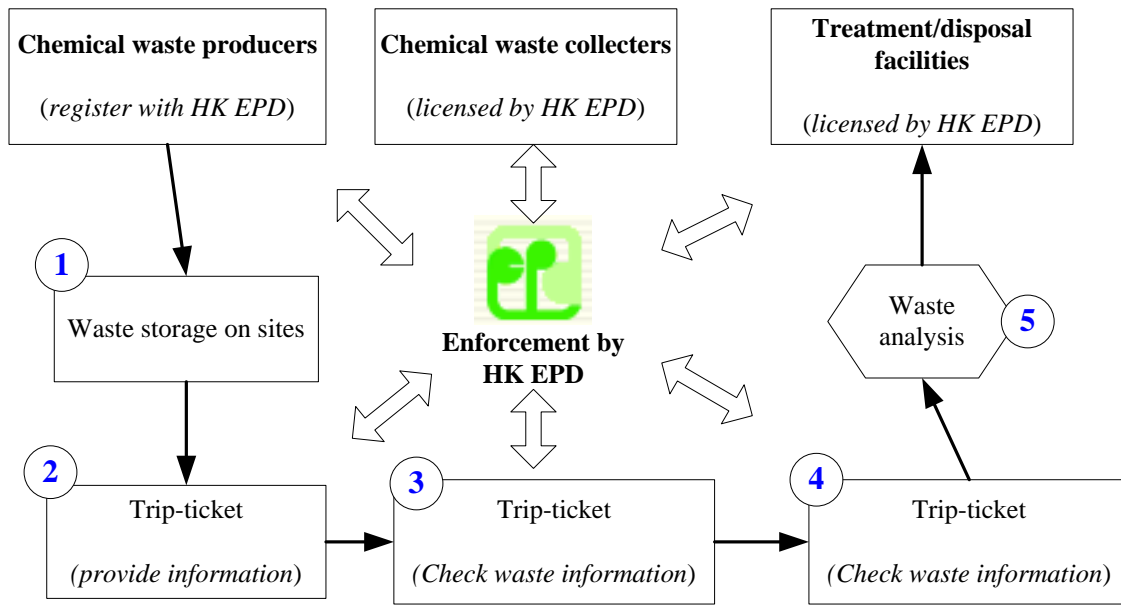 Chemical waste producers
(register with HK EPD)
Chemical waste collecters
(licensed by HK EPD)
Treatment/disposal
facilities
(licensed by HK EPD)
1
Waste storage on sites
Enforcement by
HK EPD
Waste
analysis
5
2
Trip-ticket
(provide information)
3
Trip-ticket
(Check waste information)
4
Trip-ticket
(Check waste information)